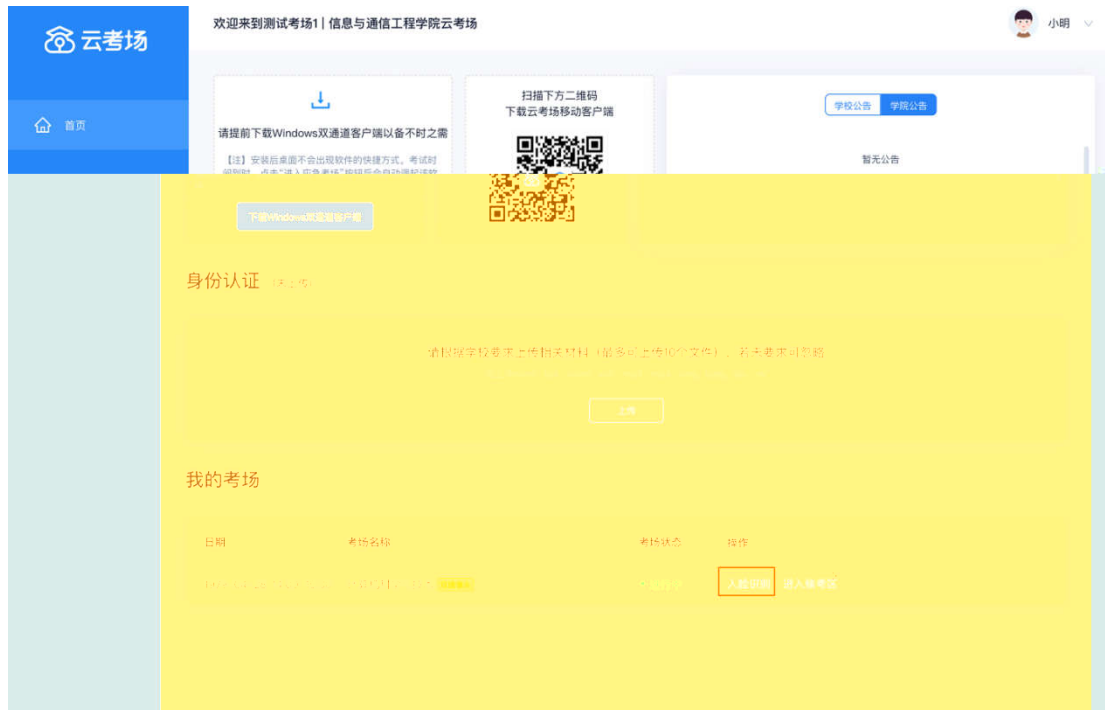 云考场
欢迎来到测试考场1 | 信息与通信工程学院云考场
小明
首页
请提前下载Windows双通道客户端以备不时之需
【注】安装后桌面不会出现软件的快捷方式，考试时
扫描下方二维码
下载云考场移动客户端
学校公告 学院公告
暂无公告
下载Windows双通道客户端
身份认证
请根据学校要求上传相关材料（最多可上传10个文件），若未要求可忽略
上传
我的考场
日期 考场名称 考场状态 操作
人脸识别 进入候考区